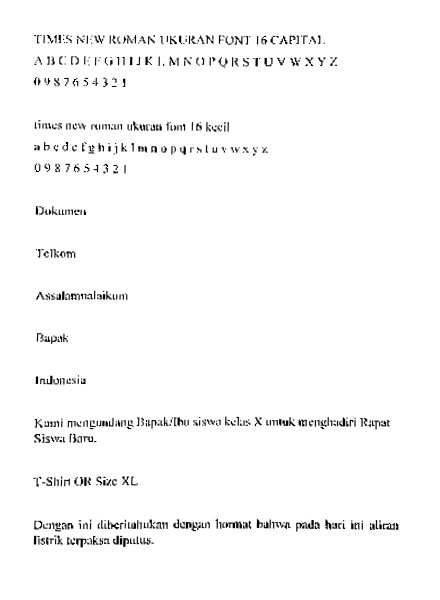 TIMES NEW ROMAN UKURAN FONT 16 CAPITAL
A B C D E F G H I J K L M N O P Q R S T U V W X Y Z
0 9 8 7 6 5 4 3 2 1
times new roman ukuran font 16 kecil
a b c d e f g h i j k l m n o p q r s t u v w x y z
0 9 8 7 6 5 4 3 2 1
Dokumen
Telkom
Assalamualaikum
Bapak
Indonesia
Kami mengundang Bapak/Ibu siswa kelas X untuk menghadiri Rapat
Siswa Baru.
T-Shirt OR Size XL
Dengan ini diberitahukan dengan hormat bahwa pada hari ini aliran
listrik terpaksa diputus.